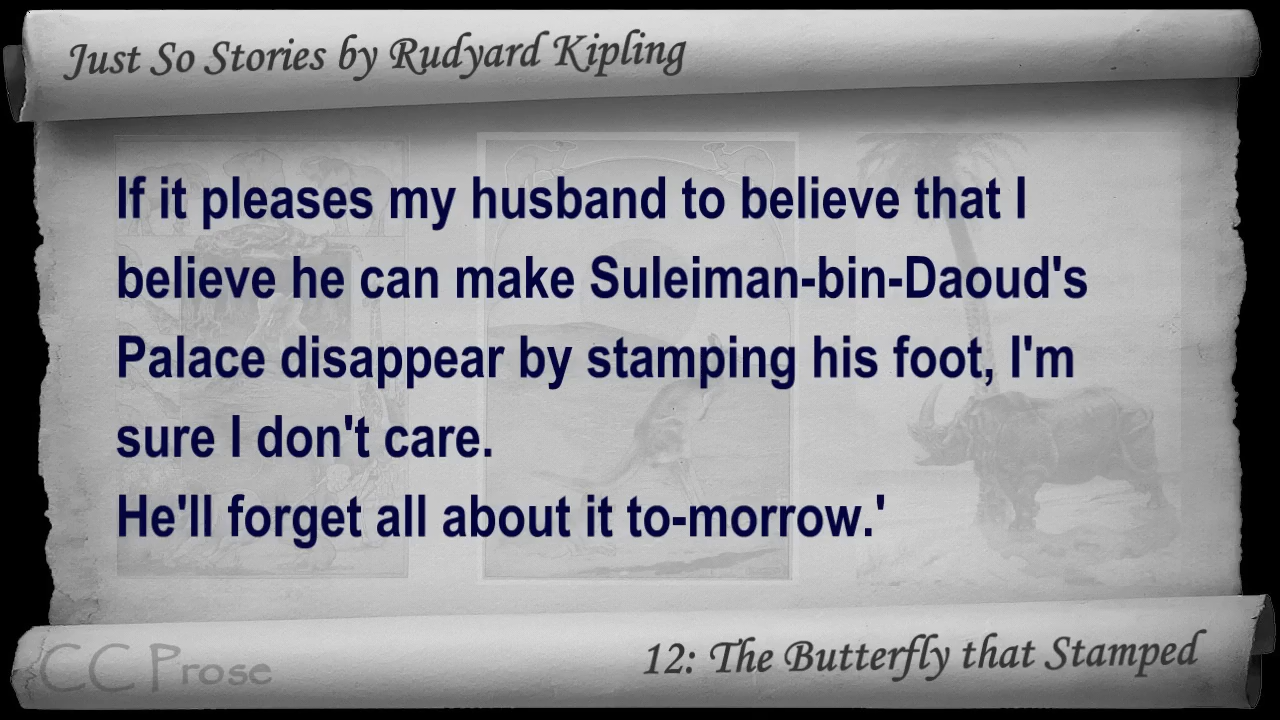 Just So Stories by Rudyard Kipling
If it pleases my husband to believe that I
believe he can make Suleiman-bin-Daoud's
Palace disappear by stamping his foot, I'm
sure I don't care.
He'll forget all about it to-morrow.'
CC Prose
12: The Butterfly that Stamped